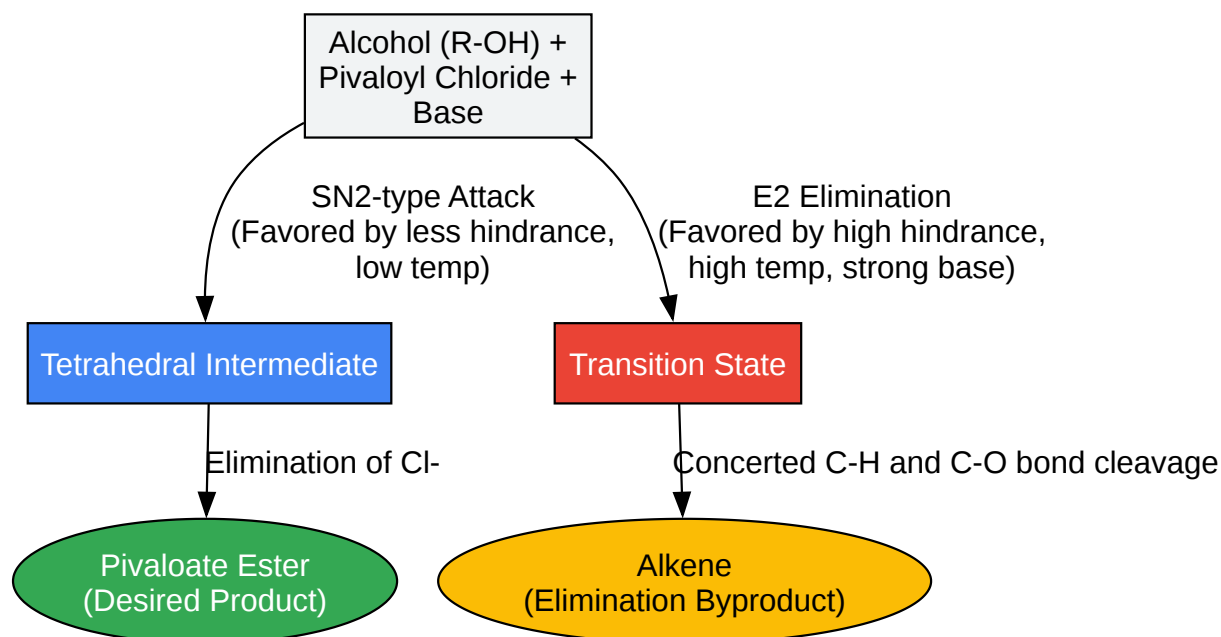 Alcohol (R-OH) +
Pivaloyl Chloride +
Base
SN2-type Attack
(Favored by less hindrance,
low temp)
E2 Elimination
(Favored by high hindrance,
high temp, strong base)
Tetrahedral Intermediate
Transition State
Elimination of Cl-
Concerted C-H and C-O bond cleavage
Pivaloate Ester
(Desired Product)
Alkene
(Elimination Byproduct)